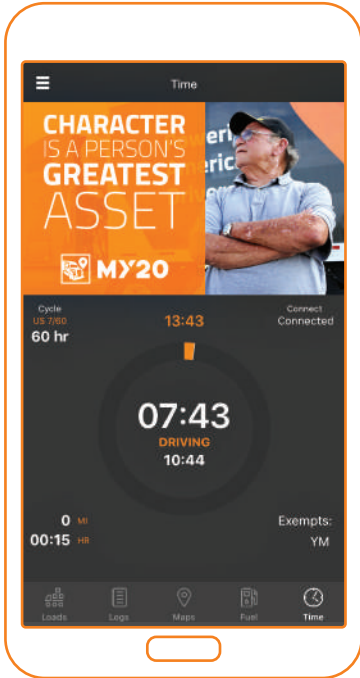 Time
CHARACTER
IS A PERSON'S
GREATEST
ASSET
MY20
Cycle
US 7/60
60 hr
13:43
Connect
Connected
07:43
DRIVING
10:44
0 MI
00:15 HR
Exempts:
YM
Loads
Logs
Maps
Fuel
Time